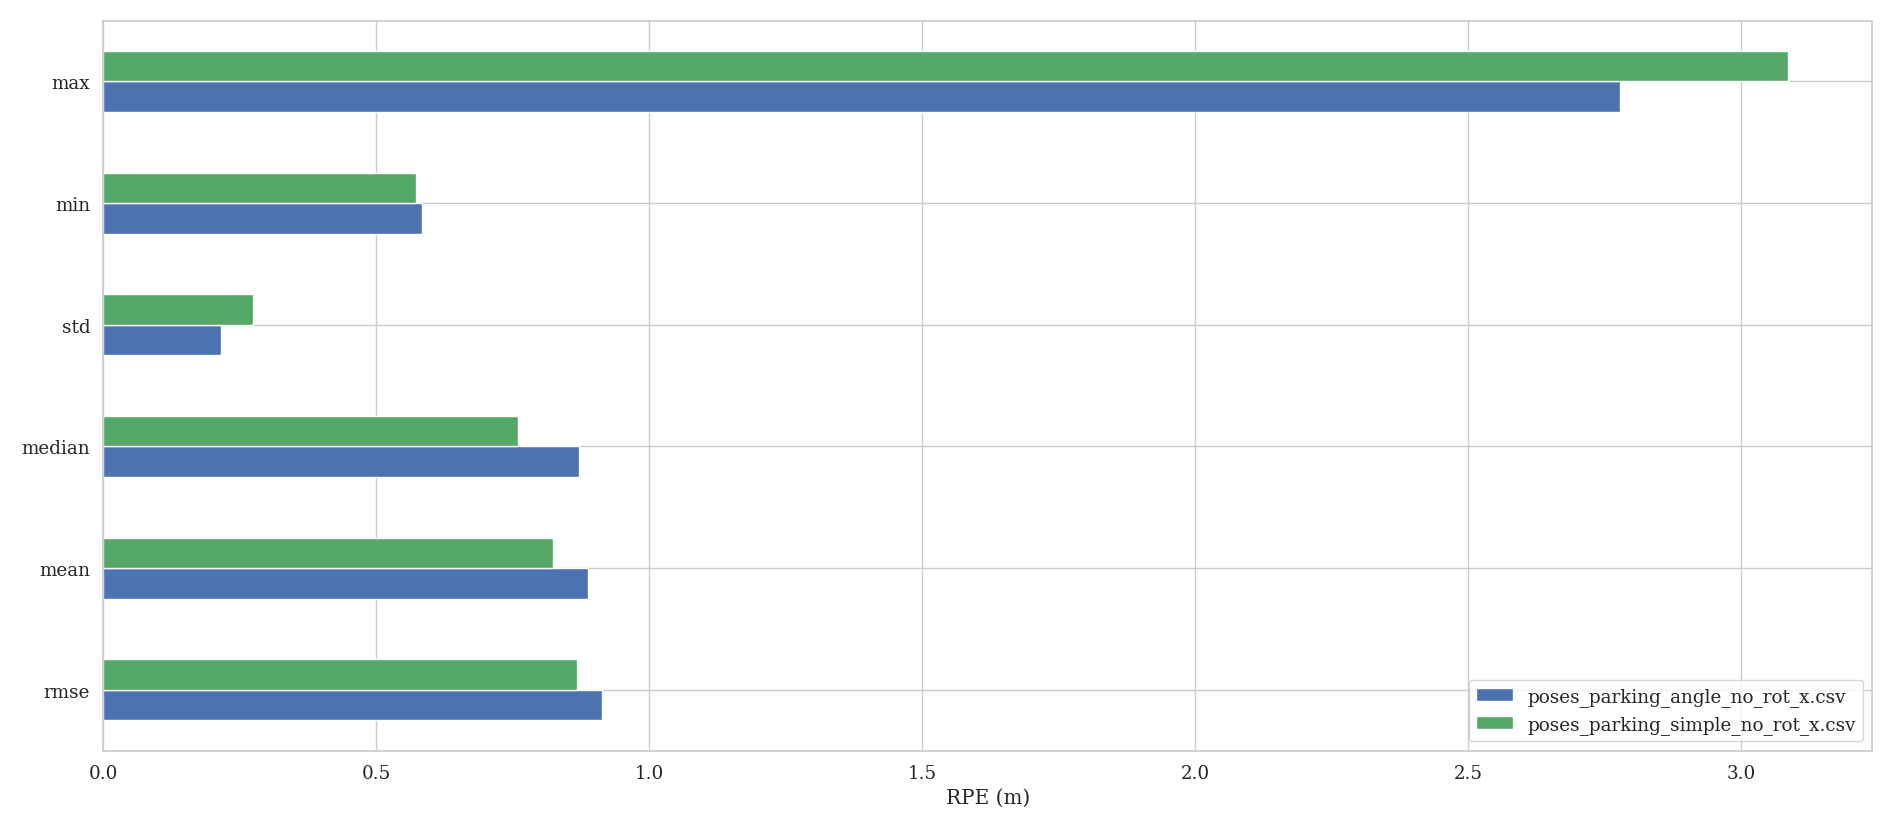 max
min
std
median
mean
rmse
poses_parking_angle_no_rot_x.csv
poses_parking_simple_no_rot_x.csv
0.0 0.5 1.0 1.5 2.0 2.5 3.0
RPE (m)